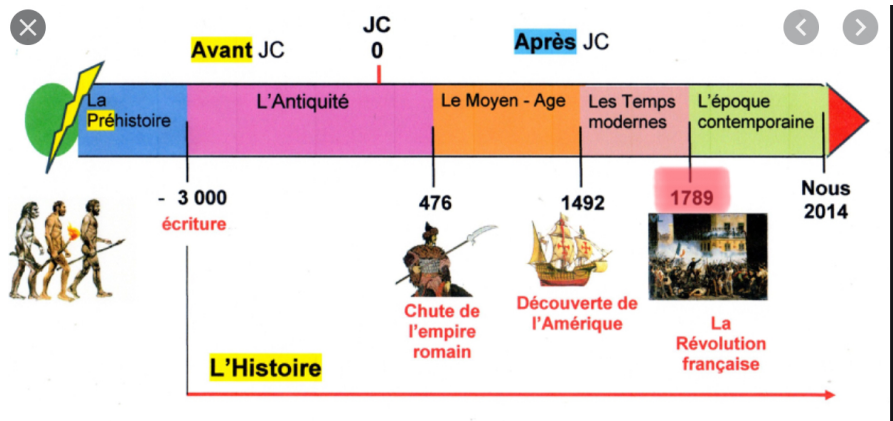 JC
0
Avant JC
Après JC
La
Préhistoire
L'Antiquité
Le Moyen - Age
Les Temps
modernes
L'époque
contemporaine
- 3 000
écriture
476
Chute de
l'empire
romain
1492
Découverte de
l'Amérique
1789
La
Révolution
française
Nous
2014
L'Histoire